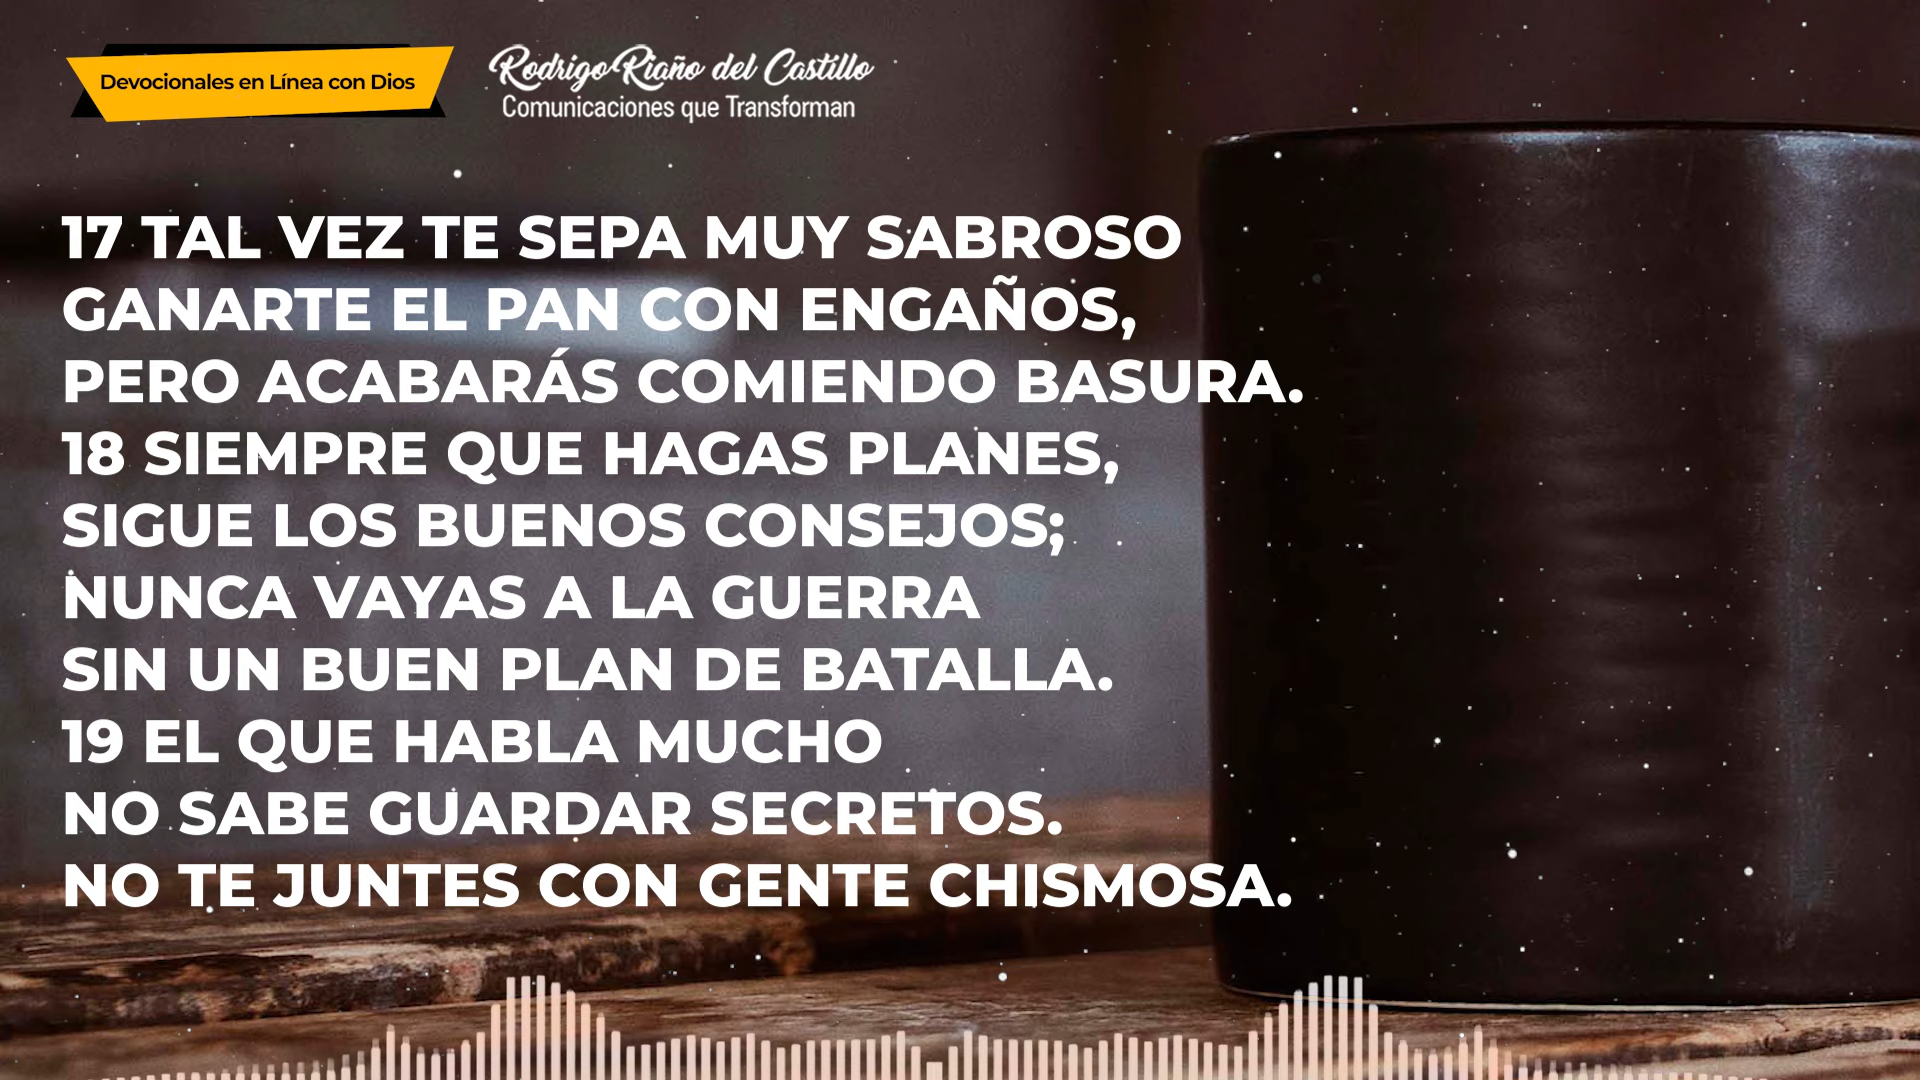 Devocionales en Línea con Dios
Rodrigo Riaño del Castillo
Comunicaciones que Transforman
17 TAL VEZ TE SEPA MUY SABROSO
GANARTE EL PAN CON ENGAÑOS,
PERO ACABARÁS COMIENDO BASURA.
18 SIEMPRE QUE HAGAS PLANES,
SIGUE LOS BUENOS CONSEJOS;
NUNCA VAYAS A LA GUERRA
SIN UN BUEN PLAN DE BATALLA.
19 EL QUE HABLA MUCHO
NO SABE GUARDAR SECRETOS.
NO TE JUNTES CON GENTE CHISMOSA.